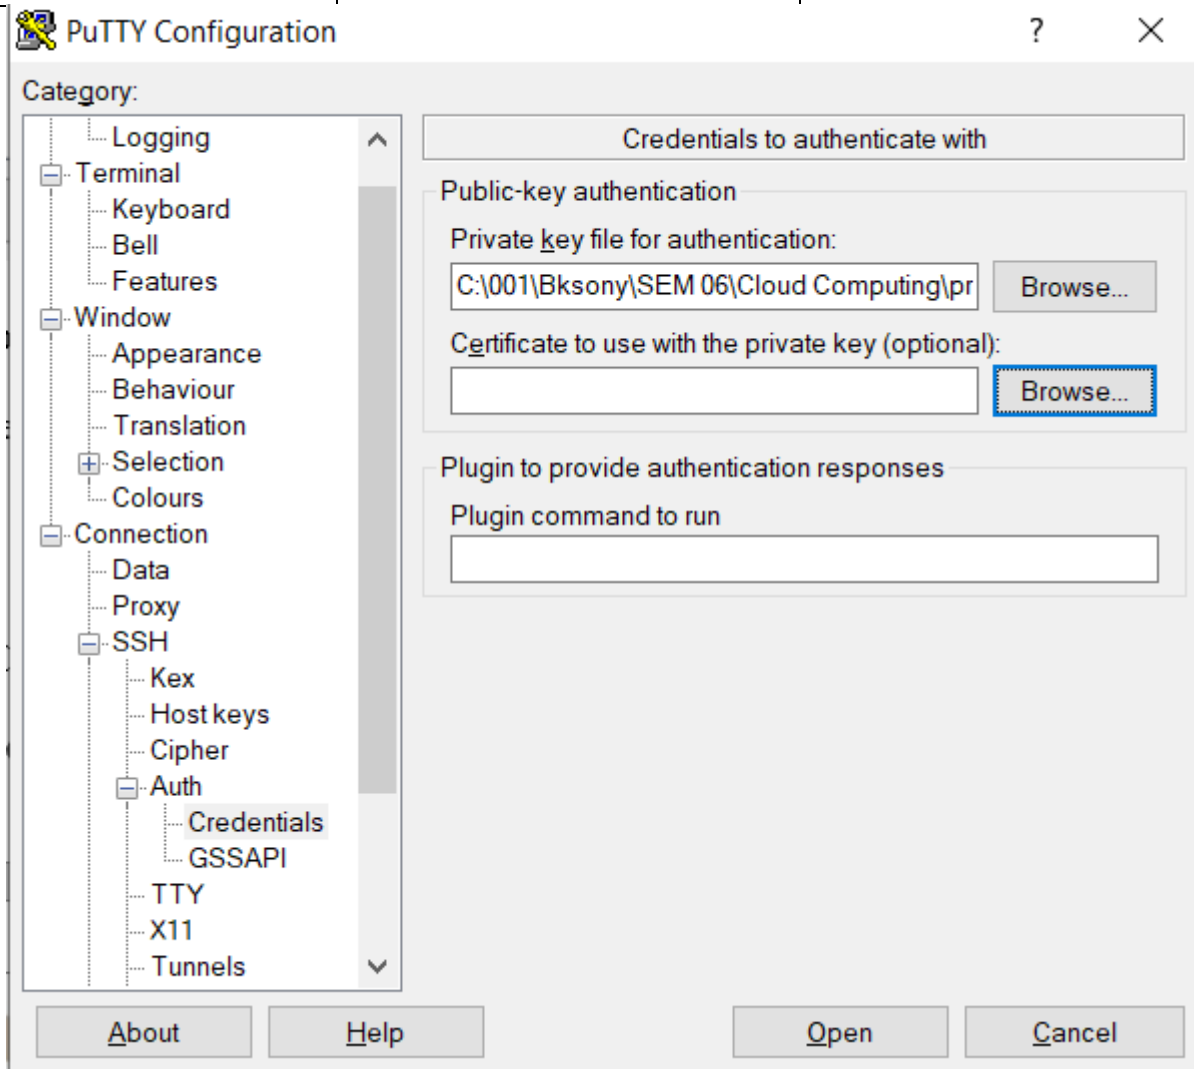 PuTTY Configuration
?
Category:
Logging
Terminal
Keyboard
Bell
Features
Window
Appearance
Behaviour
Translation
Selection
Colours
Connection
Data
Proxy
SSH
Kex
Host keys
Cipher
Auth
Credentials
GSSAPI
TTY
X11
Tunnels
Credentials to authenticate with
Public-key authentication
Private key file for authentication:
C:\001\Bksony\SEM 06\Cloud Computing\pr
Browse...
Certificate to use with the private key (optional):
Browse...
Plugin to provide authentication responses
Plugin command to run
About
Help
Open
Cancel